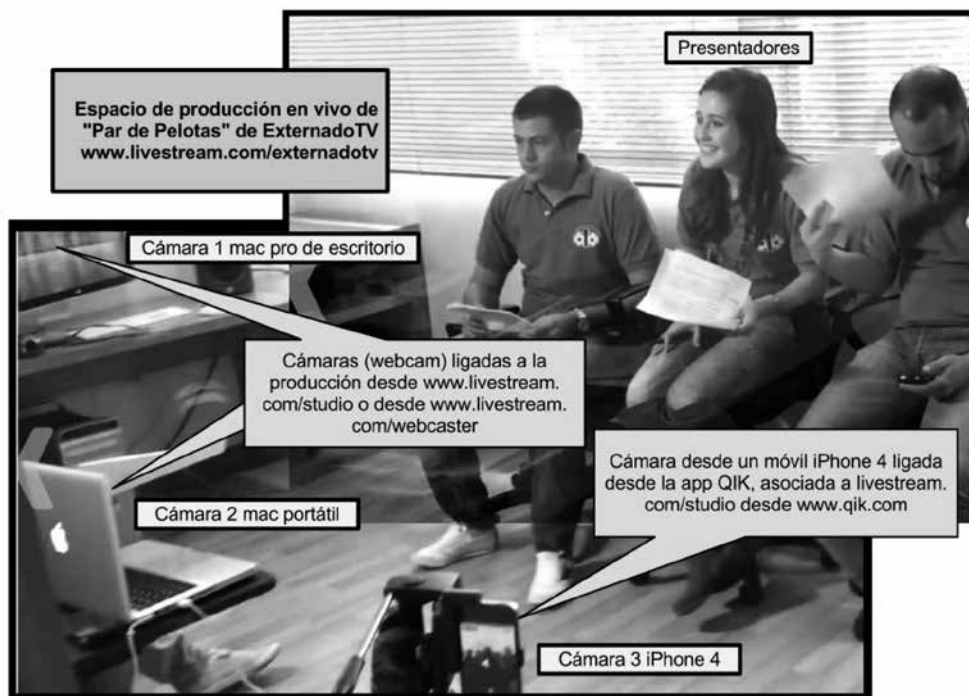 Presentadores
Espacio de producción en vivo de
"Par de Pelotas" de ExternadoTV
www.livestream.com/externadotv
Cámara 1 mac pro de escritorio
Cámaras (webcam) ligadas a la
producción desde www.livestream.
com/studio o desde www.livestream.
com/webcaster
Cámara desde un móvil iPhone 4 ligada
desde la app QIK, asociada a livestream.
com/studio desde www.qik.com
Cámara 2 mac portátil
Cámara 3 iPhone 4